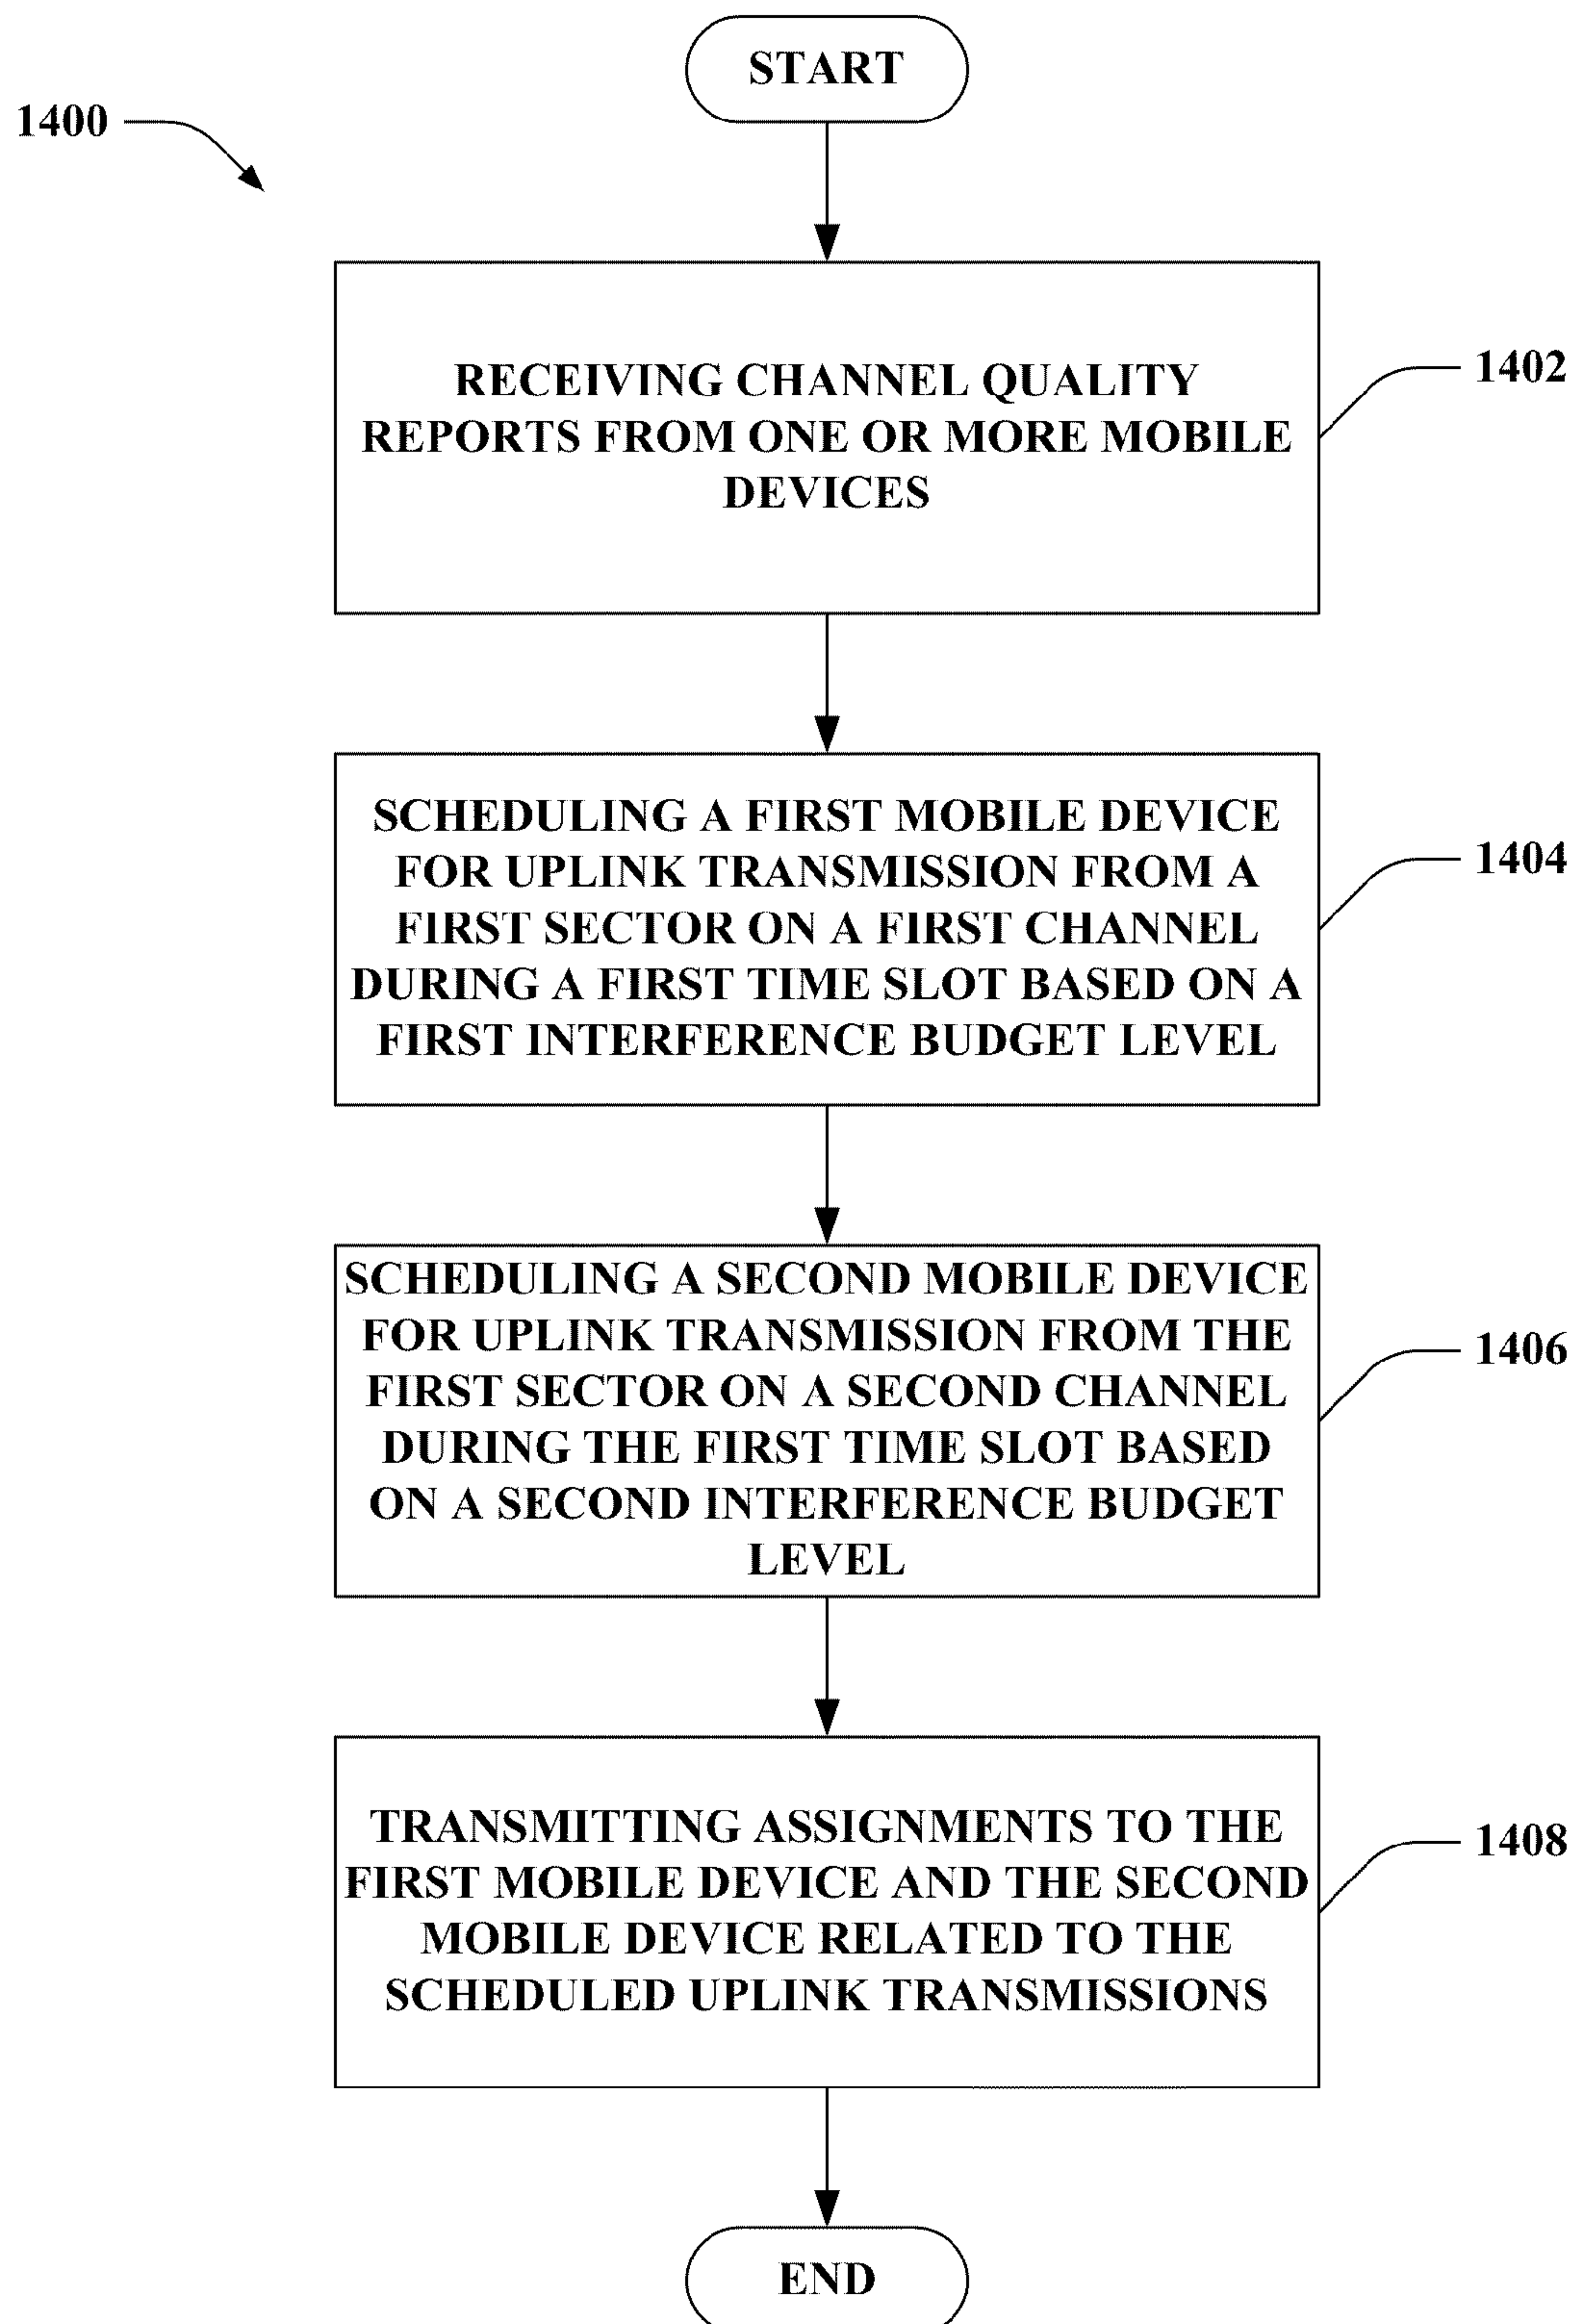 START
1400
RECEIVING CHANNEL QUALITY
REPORTS FROM ONE OR MORE MOBILE
DEVICES
1402
SCHEDULING A FIRST MOBILE DEVICE
FOR UPLINK TRANSMISSION FROM A
FIRST SECTOR ON A FIRST CHANNEL
DURING A FIRST TIME SLOT BASED ON A
FIRST INTERFERENCE BUDGET LEVEL
1404
SCHEDULING A SECOND MOBILE DEVICE
FOR UPLINK TRANSMISSION FROM THE
FIRST SECTOR ON A SECOND CHANNEL
DURING THE FIRST TIME SLOT BASED
ON A SECOND INTERFERENCE BUDGET
LEVEL
1406
TRANSMITTING ASSIGNMENTS TO THE
FIRST MOBILE DEVICE AND THE SECOND
MOBILE DEVICE RELATED TO THE
SCHEDULED UPLINK TRANSMISSIONS
1408
END